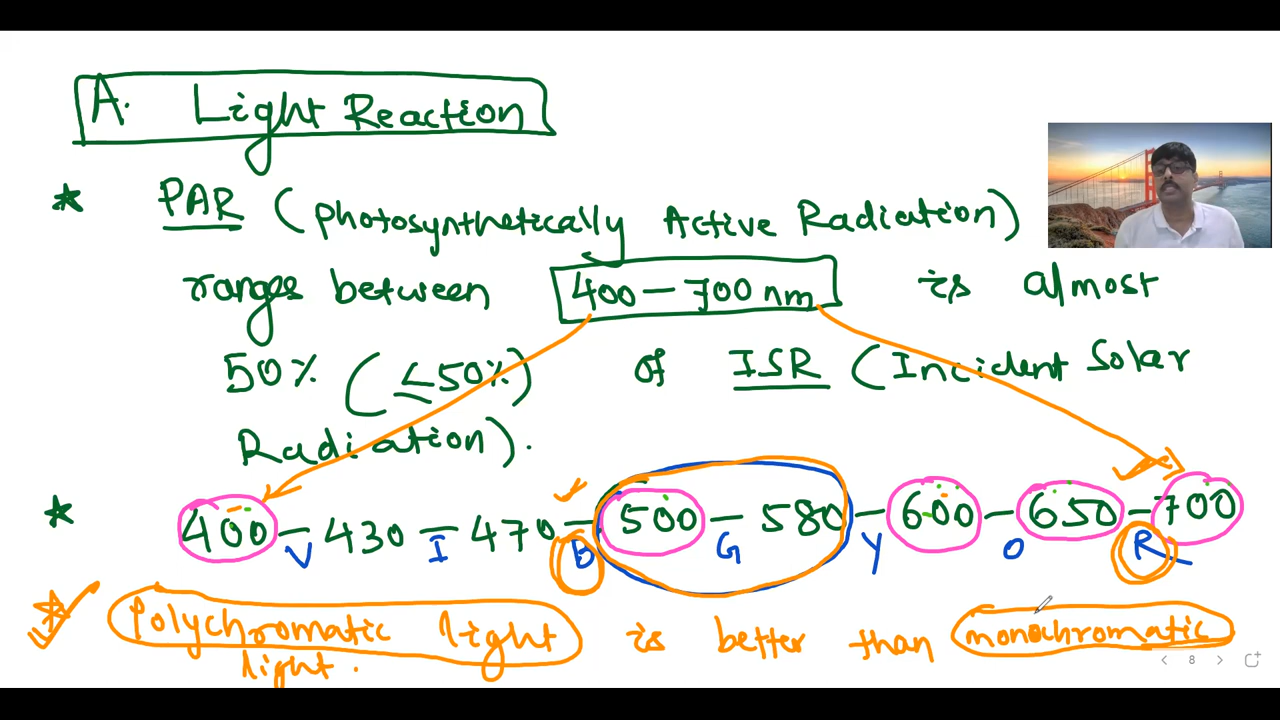 A. Light Reaction
★ PAR (Photosynthetically Active Radiation)
ranges between 400 — 700 nm is almost
50% (≤50%) of ISR (Incident Solar
Radiation).
★ 400 — 430 — 470 — 500 — 580 — 600 — 650 — 700
V I B G Y O R
★ Polychromatic light is better than monochromatic
light.
8